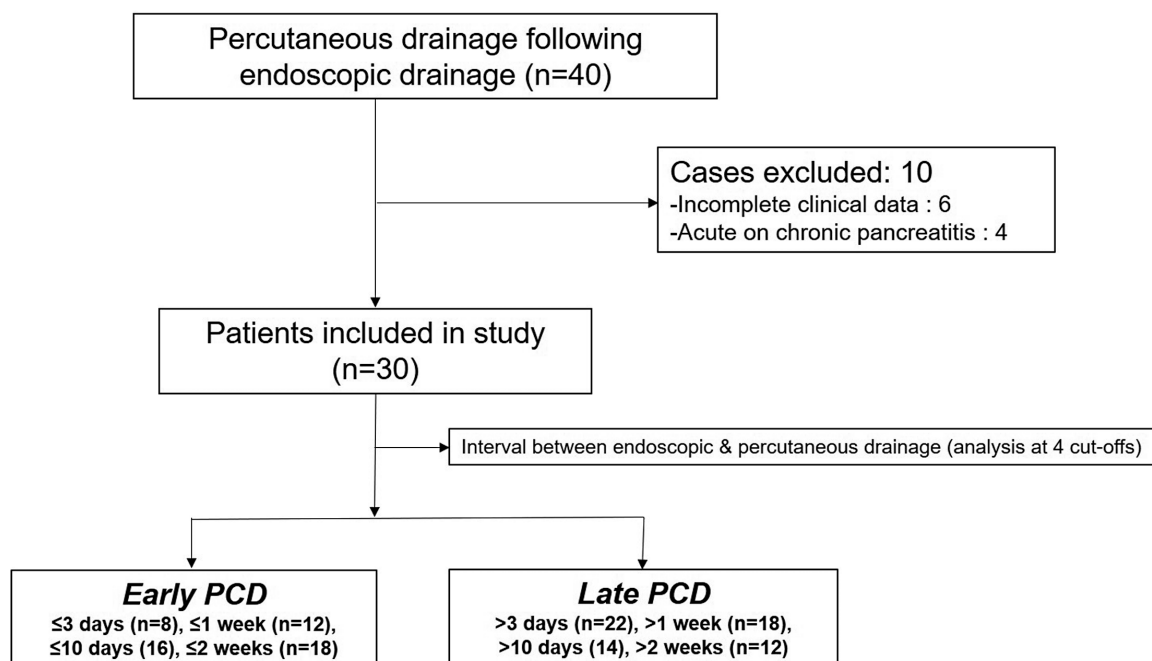 Percutaneous drainage following
endoscopic drainage (n=40)
Cases excluded: 10
-Incomplete clinical data : 6
-Acute on chronic pancreatitis : 4
Patients included in study
(n=30)
Interval between endoscopic & percutaneous drainage (analysis at 4 cut-offs)
Early PCD
≤3 days (n=8), ≤1 week (n=12),
≤10 days (16), ≤2 weeks (n=18)
Late PCD
>3 days (n=22), >1 week (n=18),
>10 days (14), >2 weeks (n=12)